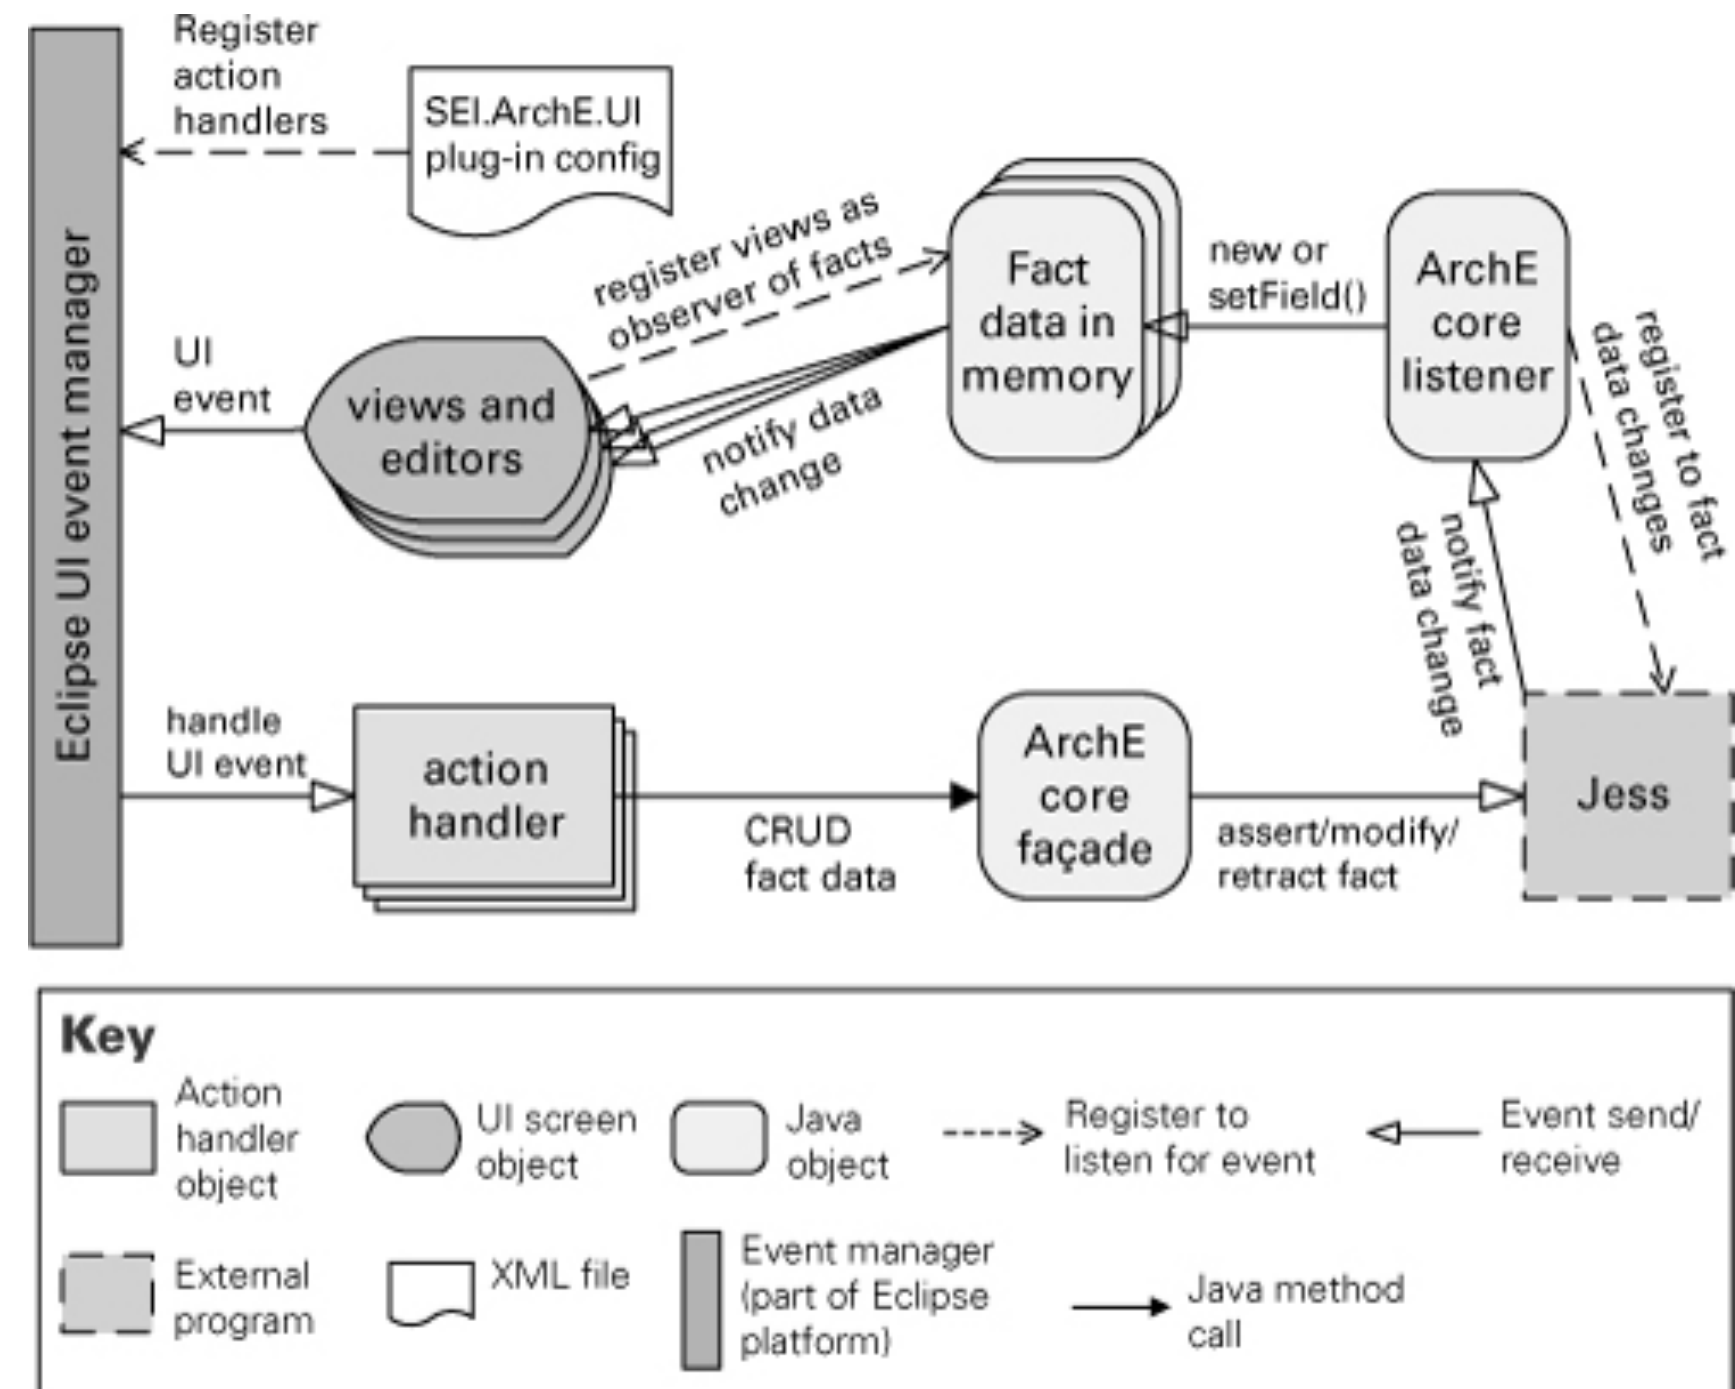 Register
action
handlers
SEI.ArchE.UI
plug-in config
Eclipse UI event manager
register views as
observer of facts
Fact
data in
memory
new or
setField()
ArchE
core
listener
register to fact
data changes
UI
event
views and
editors
notify data
change
notify fact
data change
handle
UI event
action
handler
CRUD
fact data
ArchE
core
façade
assert/modify/
retract fact
Jess
Key
Action
handler
object
UI screen
object
Java
object
Register to
listen for event
Event send/
receive
External
program
XML file
Event manager
(part of Eclipse
platform)
Java method
call